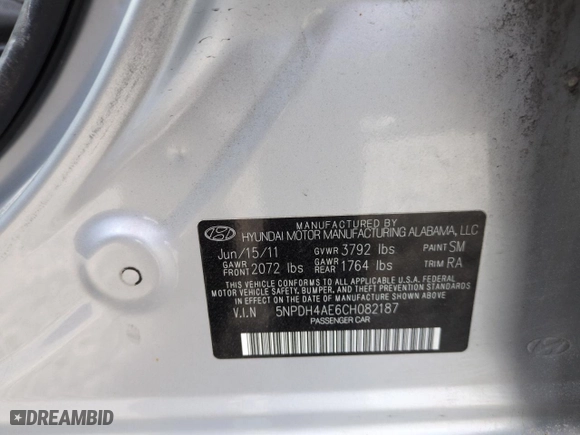 MANUFACTURED BY
HYUNDAI MOTOR MANUFACTURING ALABAMA, LLC
Jun/15/11 GVWR 3792 lbs PAINT SM
GAWR FRONT 2072 lbs GAWR REAR 1764 lbs TRIM RA
THIS VEHICLE CONFORMS TO ALL APPLICABLE U.S.A. FEDERAL
MOTOR VEHICLE SAFETY, BUMPER, AND THEFT PREVENTION
STANDARDS IN EFFECT ON THE DATE OF MANUFACTURE SHOWN
ABOVE.
V.I.N 5NPDH4AE6CH082187
PASSENGER CAR
DREAMBID